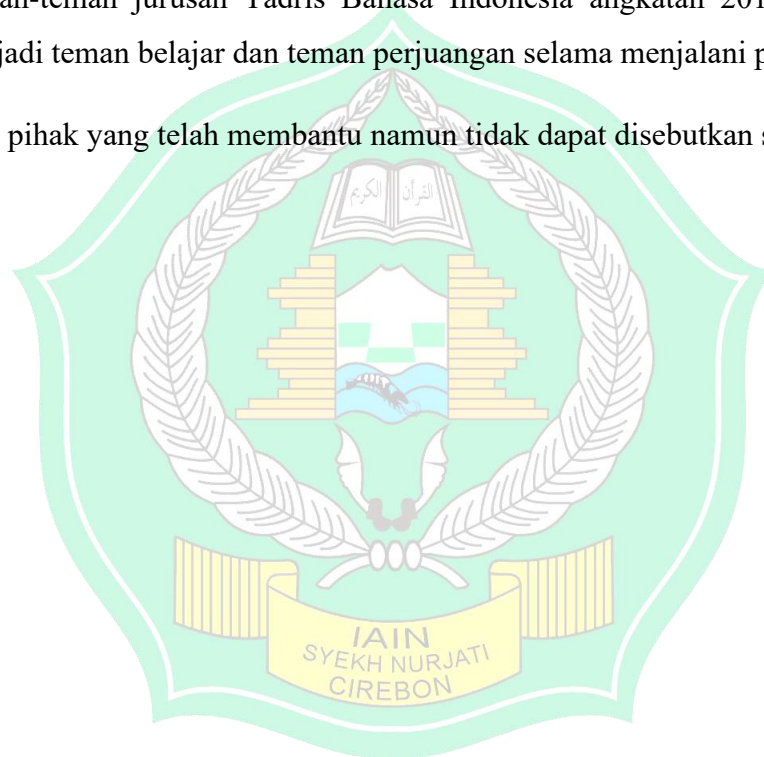 an-teman jurusan Tadris Bahasa Indonesia angkatan 201
jadi teman belajar dan teman perjuangan selama menjalani p
pihak yang telah membantu namun tidak dapat disebutkan s
القرآن الكريم
IAIN
SYEKH NURJATI
CIREBON